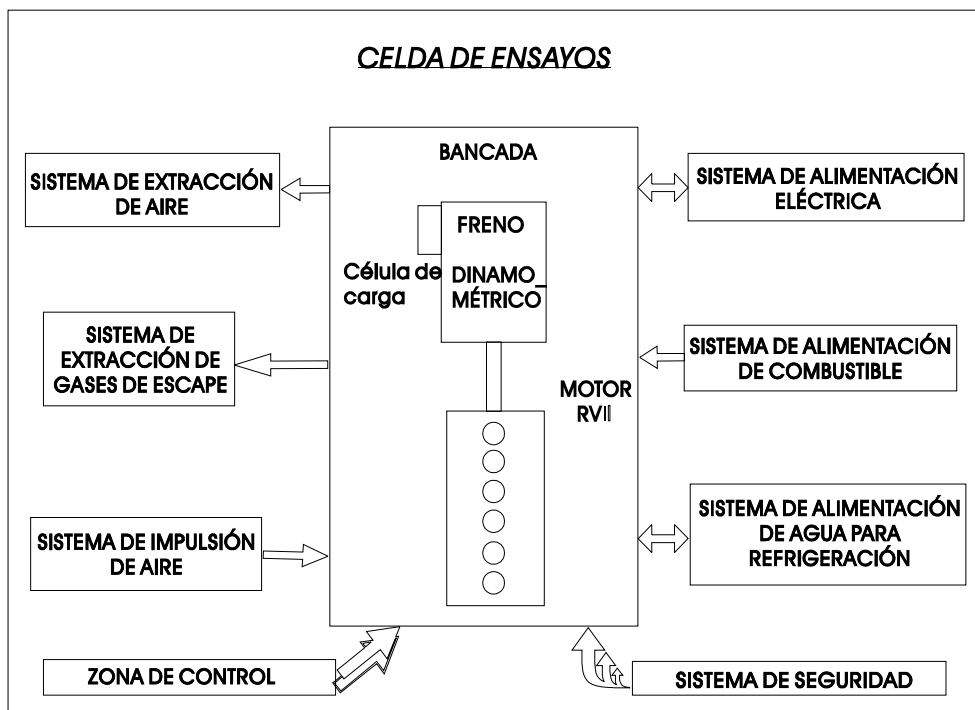 CELDA DE ENSAYOS
BANCADA
SISTEMA DE EXTRACCIÓN
DE AIRE
SISTEMA DE ALIMENTACIÓN
ELÉCTRICA
FRENO
DINAMO_
MÉTRICO
Célula de
carga
SISTEMA DE
EXTRACCIÓN DE
GASES DE ESCAPE
SISTEMA DE ALIMENTACIÓN
DE COMBUSTIBLE
MOTOR
RVII
SISTEMA DE IMPULSIÓN
DE AIRE
SISTEMA DE ALIMENTACIÓN
DE AGUA PARA
REFRIGERACIÓN
ZONA DE CONTROL
SISTEMA DE SEGURIDAD